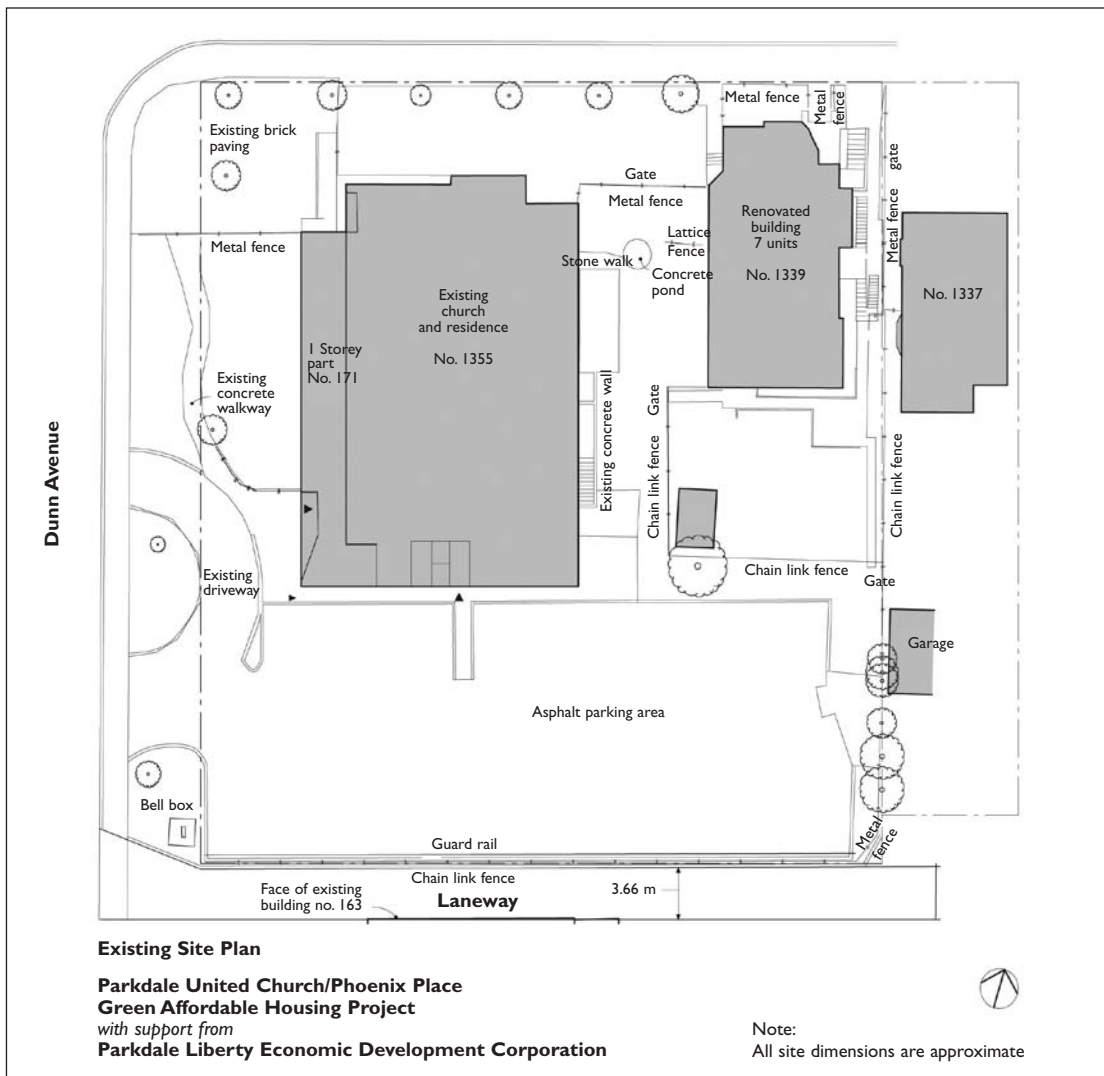 Metal fence
Metal
fence
Existing brick
paving
Gate
Metal fence
gate
Metal fence
Renovated
building
7 units
No. 1339
Lattice
Fence
Metal fence
Stone walk
Concrete
pond
Existing
church
and residence
No. 1355
No. 1337
1 Storey
part
No. 171
Existing
concrete
walkway
Gate
Existing concrete wall
Chain link fence
Chain link fence
Dunn Avenue
Existing
driveway
Chain link fence
Gate
Garage
Asphalt parking area
Bell box
Guard rail
Metal
fence
Chain link fence
3.66 m
Face of existing
building no. 163
Laneway
Existing Site Plan
Parkdale United Church/Phoenix Place
Green Affordable Housing Project
with support from
Parkdale Liberty Economic Development Corporation
Note:
All site dimensions are approximate